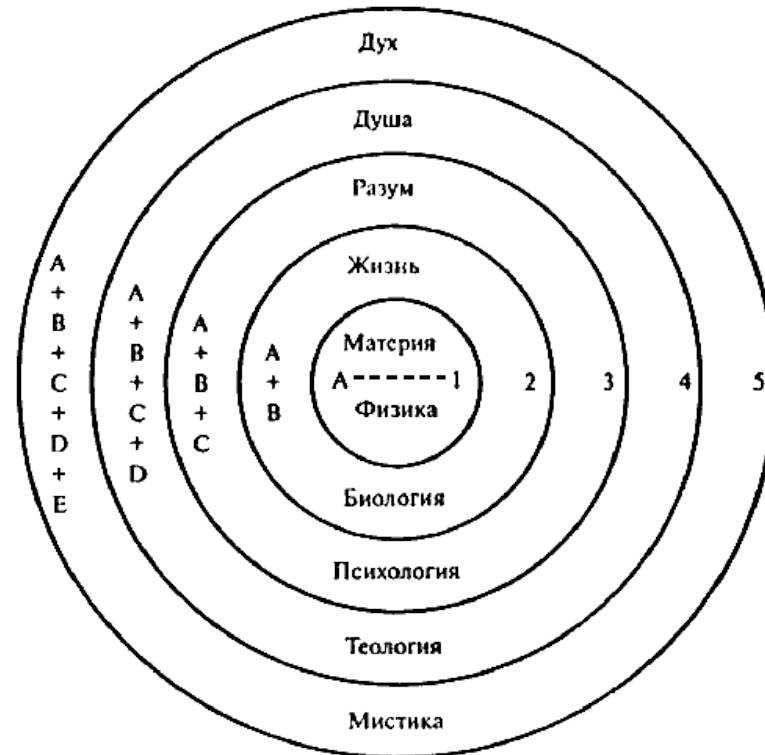 Дух
Душа
Разум
Жизнь
Материя
A ------ 1
Физика
Биология
Психология
Теология
Мистика
A + B
A + B + C
A + B + C + D
A + B + C + D + E
2
3
4
5